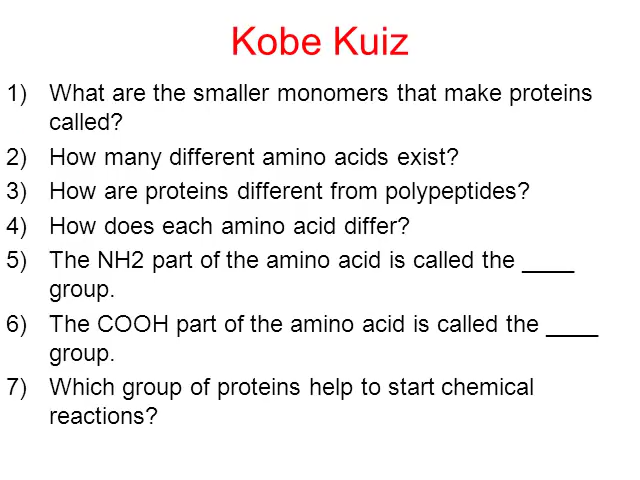 Kobe Kuiz
1) What are the smaller monomers that make proteins
called?
2) How many different amino acids exist?
3) How are proteins different from polypeptides?
4) How does each amino acid differ?
5) The NH2 part of the amino acid is called the ____
group.
6) The COOH part of the amino acid is called the ____
group.
7) Which group of proteins help to start chemical
reactions?